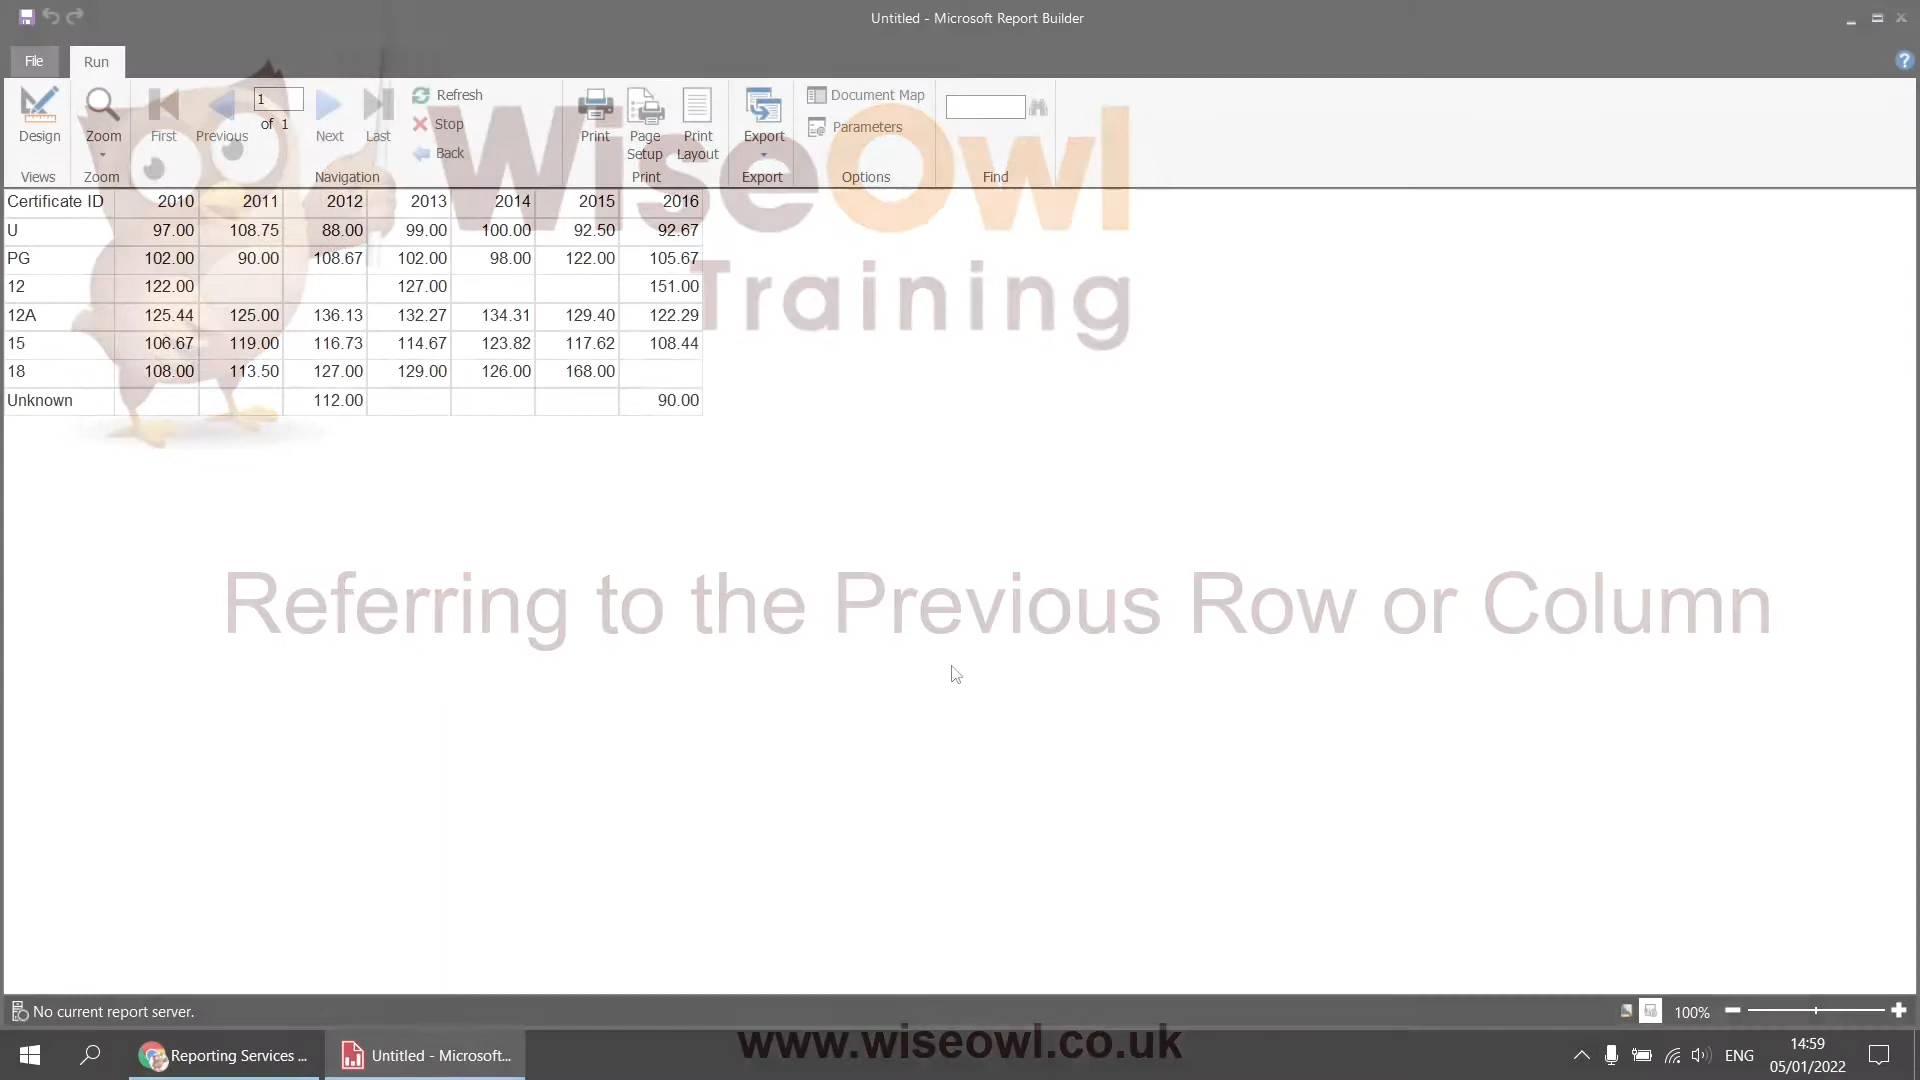 Untitled - Microsoft Report Builder
File Run
Design
Zoom
First
Previous
1
of 1
Next
Last
Refresh
Stop
Back
Print
Page Setup
Print Layout
Export
Document Map
Parameters
Views Zoom Navigation Print Export Options Find
WiseOwl
Training
Certificate ID 2010 2011 2012 2013 2014 2015 2016
U 97.00 108.75 88.00 99.00 100.00 92.50 92.67
PG 102.00 90.00 108.67 102.00 98.00 122.00 105.67
12 122.00 127.00 151.00
12A 125.44 125.00 136.13 132.27 134.31 129.40 122.29
15 106.67 119.00 116.73 114.67 123.82 117.62 108.44
18 108.00 113.50 127.00 129.00 126.00 168.00
Unknown 112.00 90.00
Referring to the Previous Row or Column
No current report server.
100%
www.wiseowl.co.uk
Reporting Services ...
Untitled - Microsoft...
ENG
14:59
05/01/2022